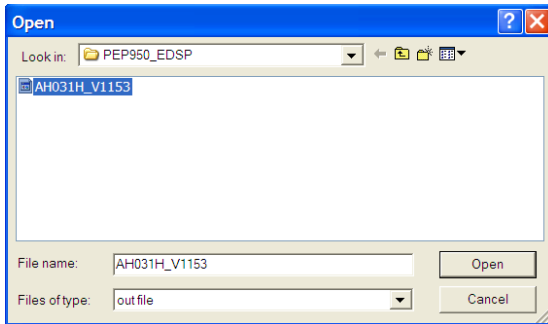 Open
Look in: PEP950_EDSP
AH031H_V1153
File name: AH031H_V1153 Open
Files of type: out file Cancel